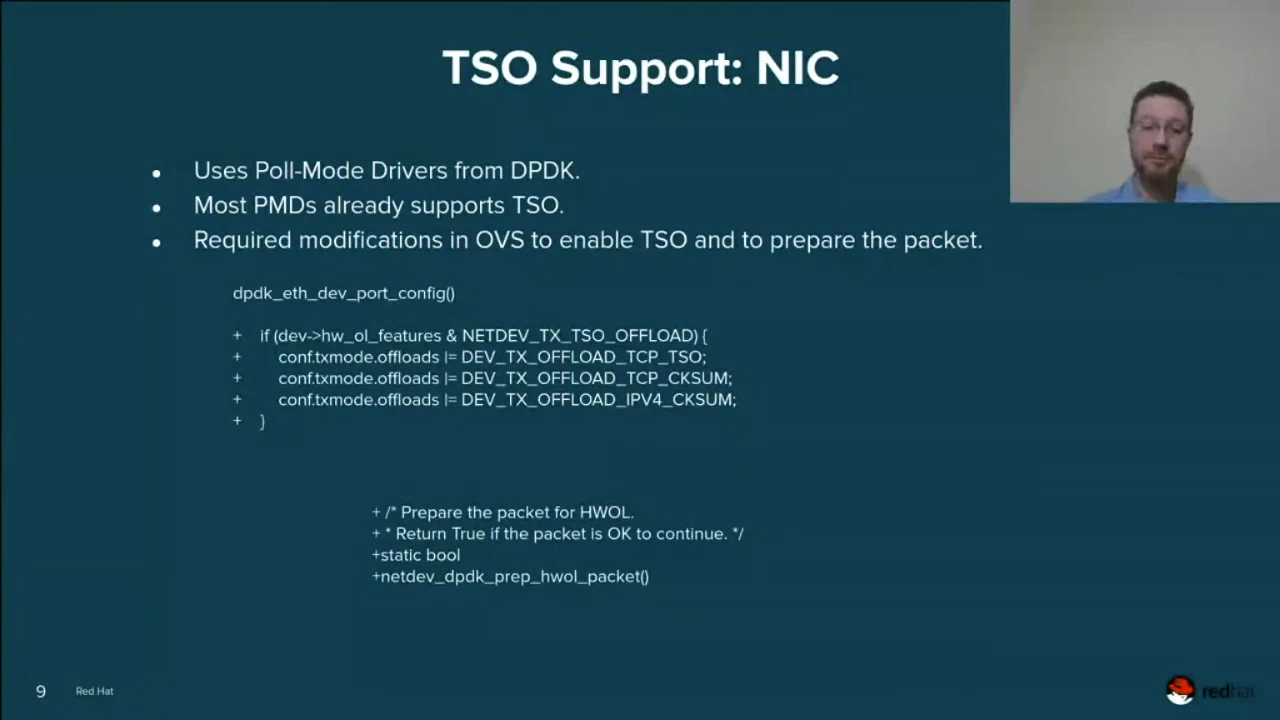 TSO Support: NIC
• Uses Poll-Mode Drivers from DPDK.
• Most PMDs already supports TSO.
• Required modifications in OVS to enable TSO and to prepare the packet.
dpdk_eth_dev_port_config()
+ if (dev->hw_ol_features & NETDEV_TX_TSO_OFFLOAD) {
+ conf.txmode.offloads |= DEV_TX_OFFLOAD_TCP_TSO;
+ conf.txmode.offloads |= DEV_TX_OFFLOAD_TCP_CKSUM;
+ conf.txmode.offloads |= DEV_TX_OFFLOAD_IPV4_CKSUM;
+ }
+ /* Prepare the packet for HWOL.
+ * Return True if the packet is OK to continue. */
+static bool
+netdev_dpdk_prep_hwol_packet()
9 Red Hat
redhat